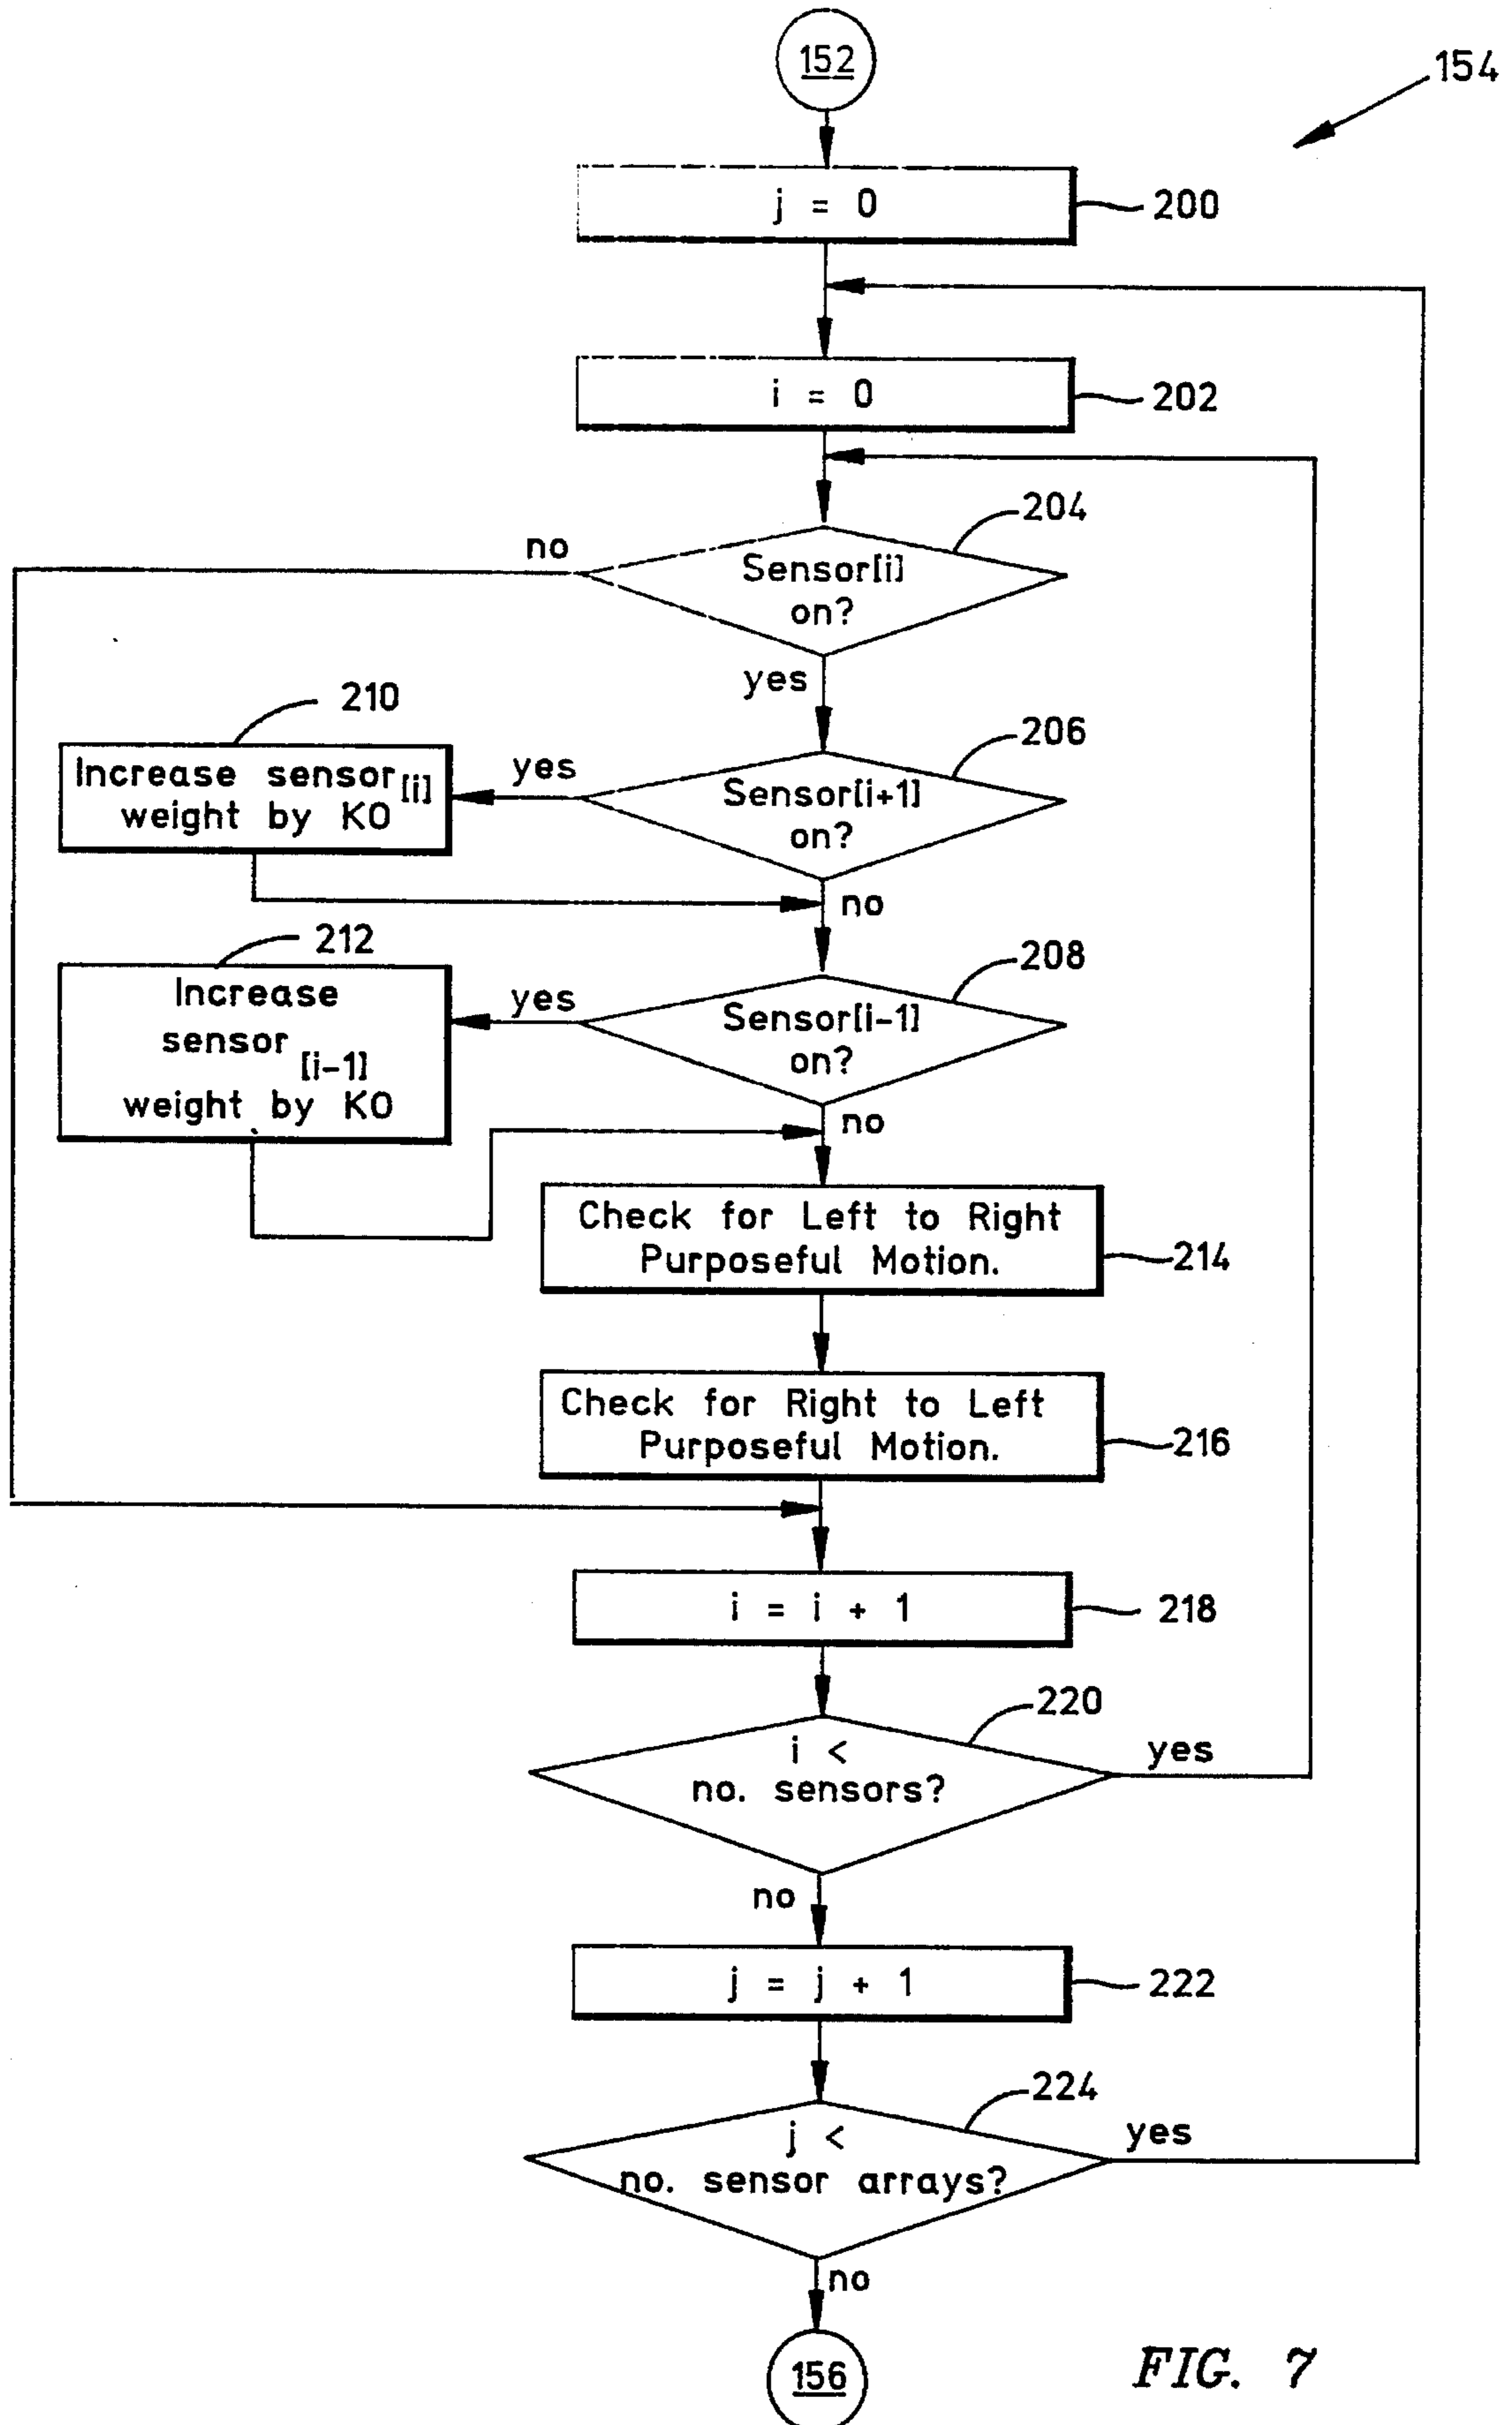 152
154
j = 0
200
i = 0
202
204
no
Sensor[i]
on?
yes
210
206
Increase sensor[i]
weight by K0
yes
Sensor[i+1]
on?
no
212
208
Increase
sensor
[i-1]
weight by K0
yes
Sensor[i-1]
on?
no
Check for Left to Right
Purposeful Motion.
214
Check for Right to Left
Purposeful Motion.
216
i = i + 1
218
220
i <
no. sensors?
yes
no
j = j + 1
222
224
j <
no. sensor arrays?
yes
no
156
FIG. 7